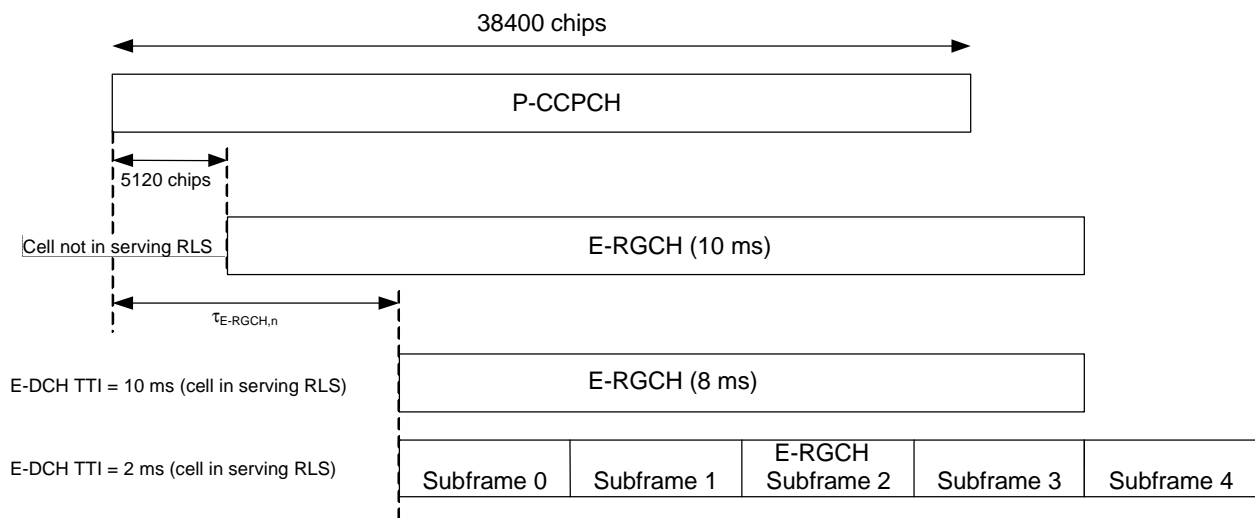 38400 chips
P-CCPCH
5120 chips
Cell not in serving RLS
E-RGCH (10 ms)
τE-RGCH,n
E-DCH TTI = 10 ms (cell in serving RLS)
E-RGCH (8 ms)
E-DCH TTI = 2 ms (cell in serving RLS)
E-RGCH
Subframe 0 Subframe 1 Subframe 2 Subframe 3 Subframe 4